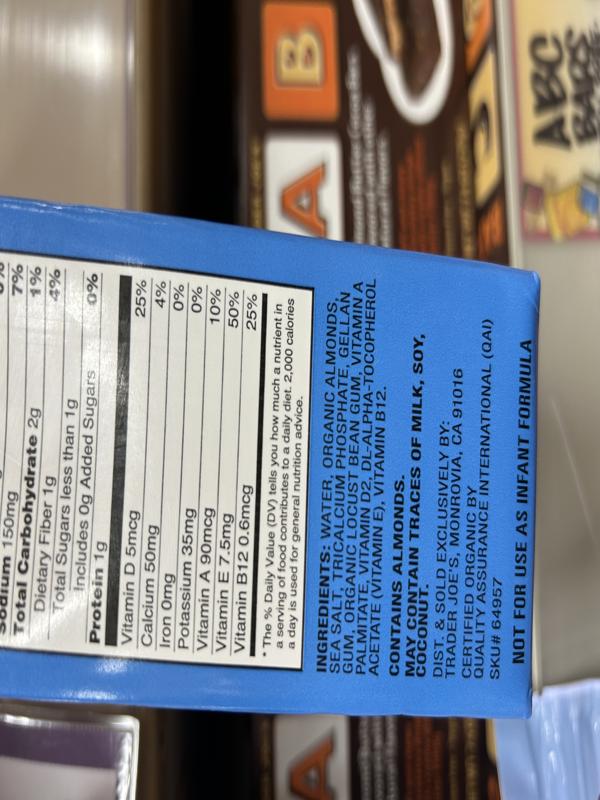 Sodium 150mg
7%
Total Carbohydrate 2g 1%
Dietary Fiber 1g 4%
Total Sugars less than 1g
Includes 0g Added Sugars 0%
Protein 1g
Vitamin D 5mcg 25%
Calcium 50mg 4%
Iron 0mg 0%
Potassium 35mg 0%
Vitamin A 90mcg 10%
Vitamin E 7.5mg 50%
Vitamin B12 0.6mcg 25%
* The % Daily Value (DV) tells you how much a nutrient in
a serving of food contributes to a daily diet. 2,000 calories
a day is used for general nutrition advice.
INGREDIENTS: WATER, ORGANIC ALMONDS,
SEA SALT, TRICALCIUM PHOSPHATE, GELLAN
GUM, ORGANIC LOCUST BEAN GUM, VITAMIN A
PALMITATE, VITAMIN D2, DL-ALPHA-TOCOPHEROL
ACETATE (VITAMIN E), VITAMIN B12.
CONTAINS ALMONDS.
MAY CONTAIN TRACES OF MILK, SOY,
COCONUT.
DIST. & SOLD EXCLUSIVELY BY:
TRADER JOE'S, MONROVIA, CA 91016
CERTIFIED ORGANIC BY
QUALITY ASSURANCE INTERNATIONAL (QAI)
SKU# 64957
NOT FOR USE AS INFANT FORMULA
A B
ABC
BARS
A